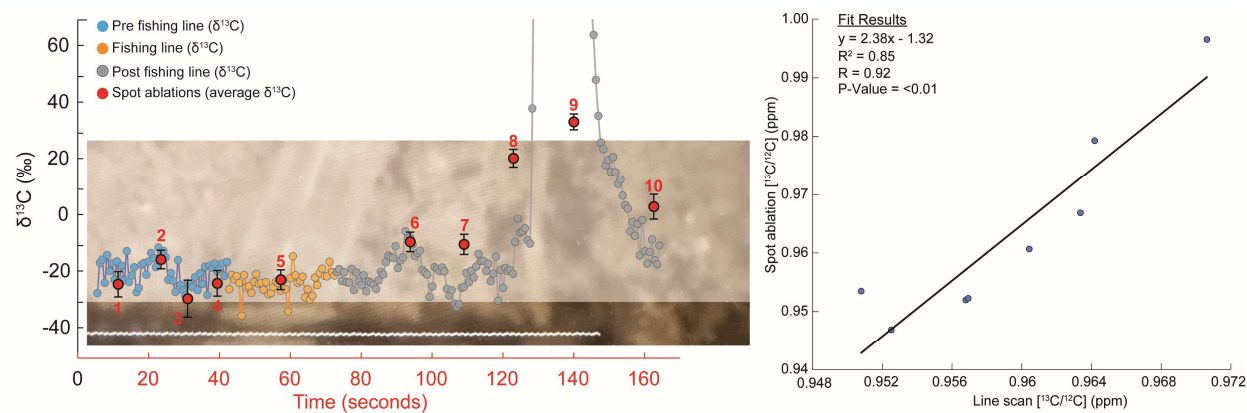 Pre fishing line (δ¹³C)
Fishing line (δ¹³C)
Post fishing line (δ¹³C)
Spot ablations (average δ¹³C)
60
40
20
0
-20
-40
δ¹³C (‰)
1
2
3
4
5
6
7
8
9
10
0 20 40 60 80 100 120 140 160
Time (seconds)
Fit Results
y = 2.38x - 1.32
R² = 0.85
R = 0.92
P-Value = <0.01
1.00
0.99
0.98
0.97
0.96
0.95
0.94
Spot ablation [¹³C/¹²C] (ppm)
0.948 0.952 0.956 0.96 0.964 0.968 0.972
Line scan [¹³C/¹²C] (ppm)